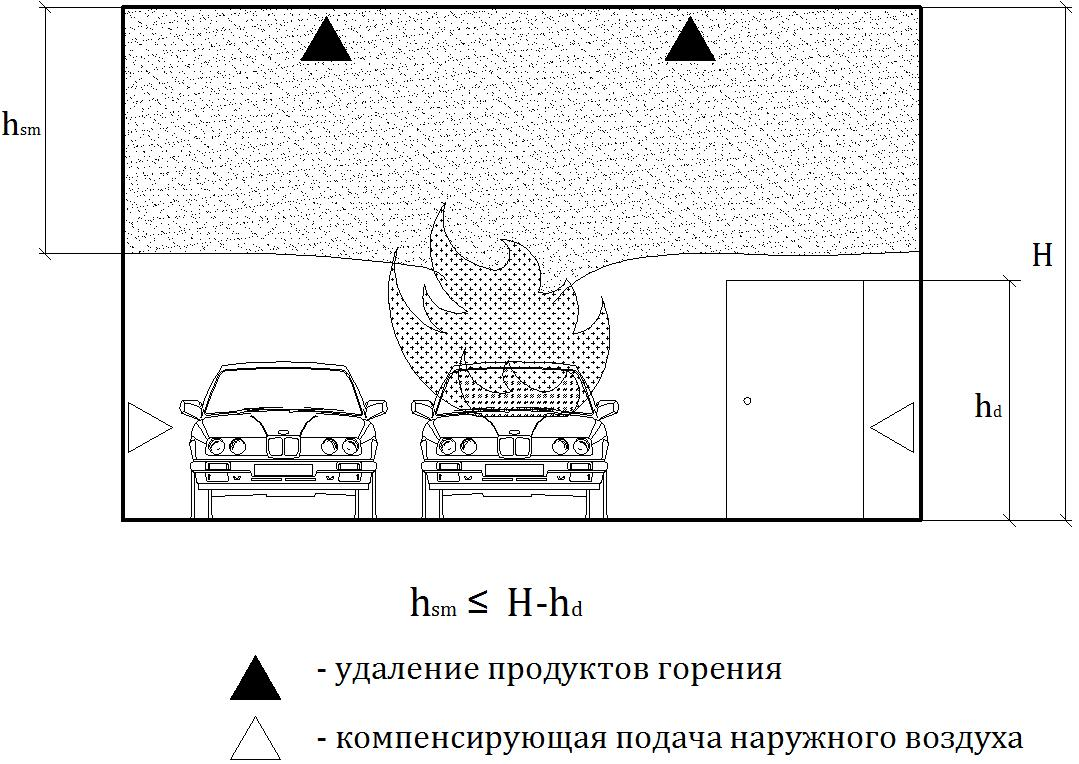 hsm
H
hd
hsm ≤ H-hd
- удаление продуктов горения
- компенсирующая подача наружного воздуха